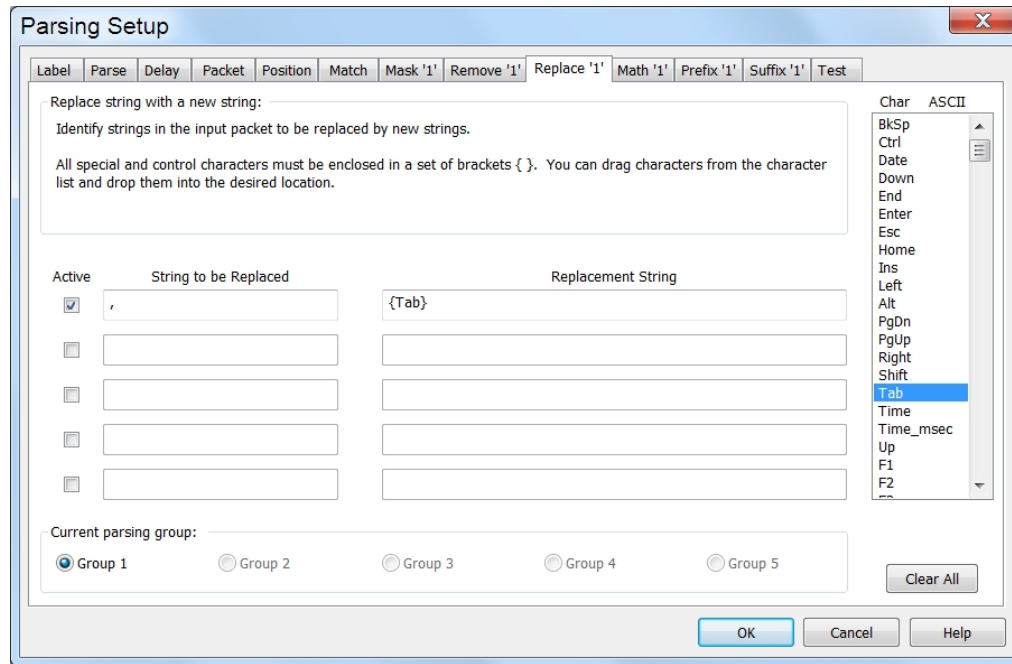 Parsing Setup
X
Label Parse Delay Packet Position Match Mask '1' Remove '1' Replace '1' Math '1' Prefix '1' Suffix '1' Test
Replace string with a new string:
Identify strings in the input packet to be replaced by new strings.
All special and control characters must be enclosed in a set of brackets { }. You can drag characters from the character
list and drop them into the desired location.
Active String to be Replaced Replacement String
, {Tab}
Current parsing group:
Group 1 Group 2 Group 3 Group 4 Group 5
Char ASCII
BkSp
Ctrl
Date
Down
End
Enter
Esc
Home
Ins
Left
Alt
PgDn
PgUp
Right
Shift
Tab
Time
Time_msec
Up
F1
F2
Clear All
OK Cancel Help